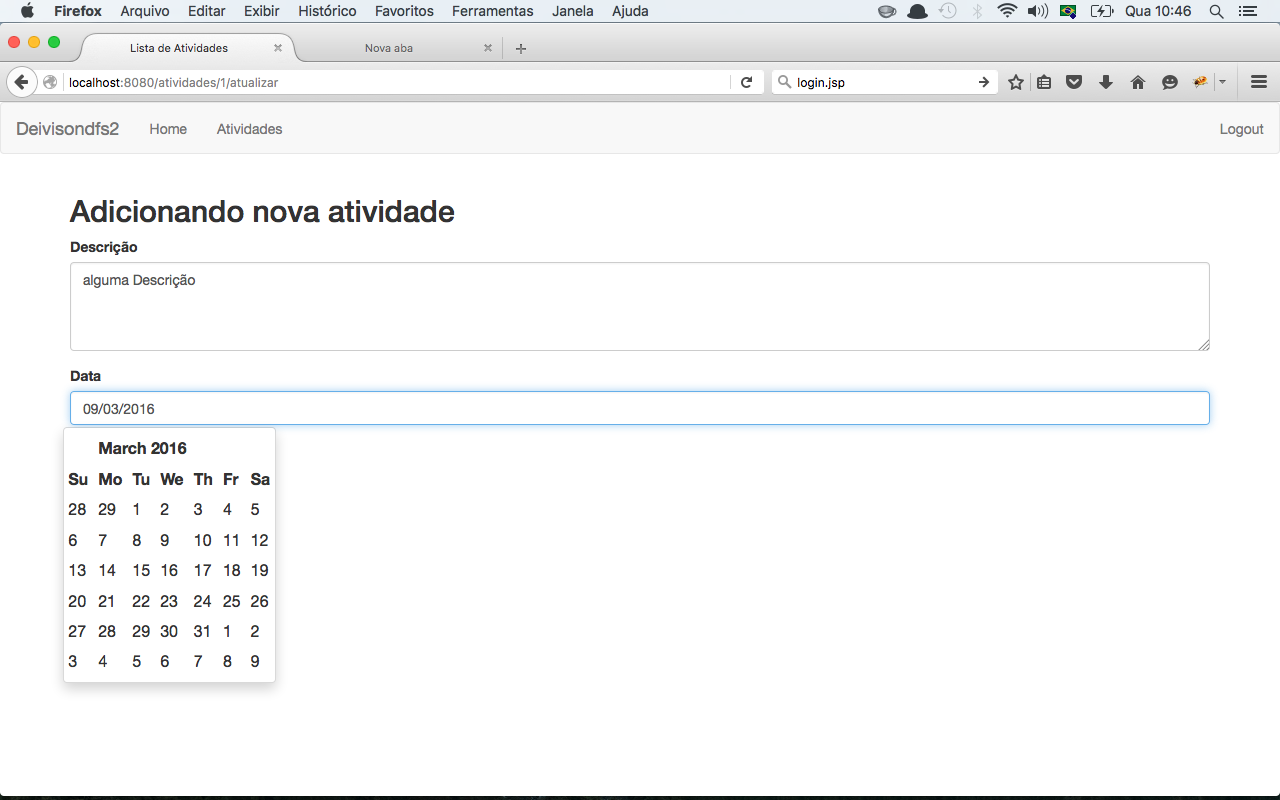 Firefox Arquivo Editar Exibir Histórico Favoritos Ferramentas Janela Ajuda Qua 10:46
Lista de Atividades Nova aba
localhost:8080/atividades/1/atualizar login.jsp
Deivisondfs2 Home Atividades Logout
Adicionando nova atividade
Descrição
alguma Descrição
Data
09/03/2016
March 2016
Su Mo Tu We Th Fr Sa
28 29 1 2 3 4 5
6 7 8 9 10 11 12
13 14 15 16 17 18 19
20 21 22 23 24 25 26
27 28 29 30 31 1 2
3 4 5 6 7 8 9